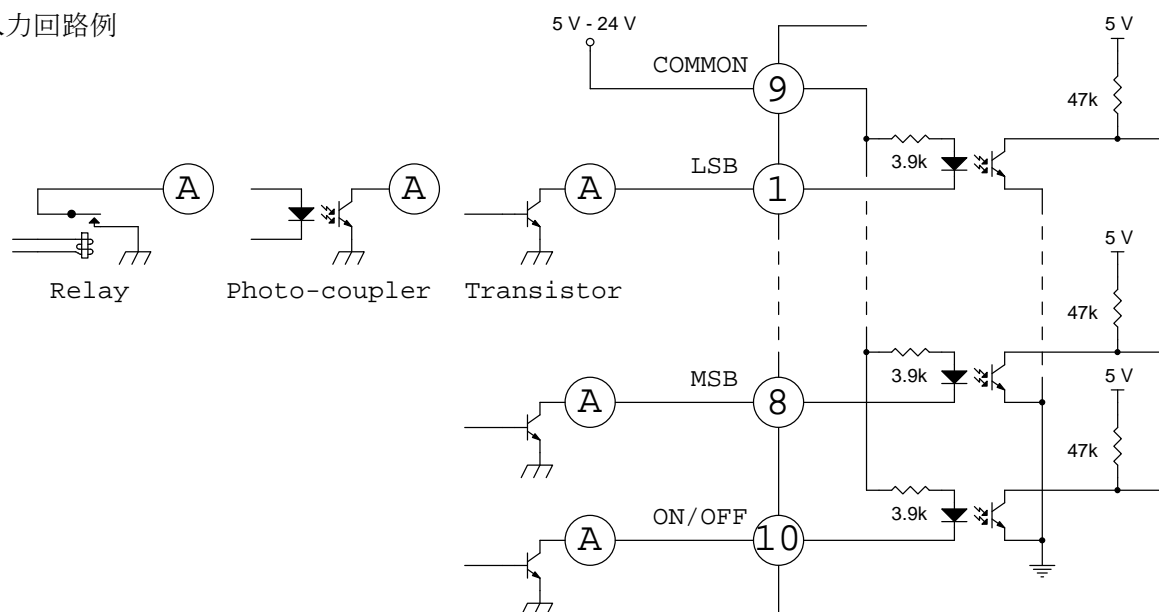 入力回路例
5 V - 24 V
COMMON
9
5 V
47k
3.9k
LSB
A
A
A
1
Relay
Photo-coupler
Transistor
5 V
47k
3.9k
MSB
A
8
5 V
47k
3.9k
ON/OFF
A
10